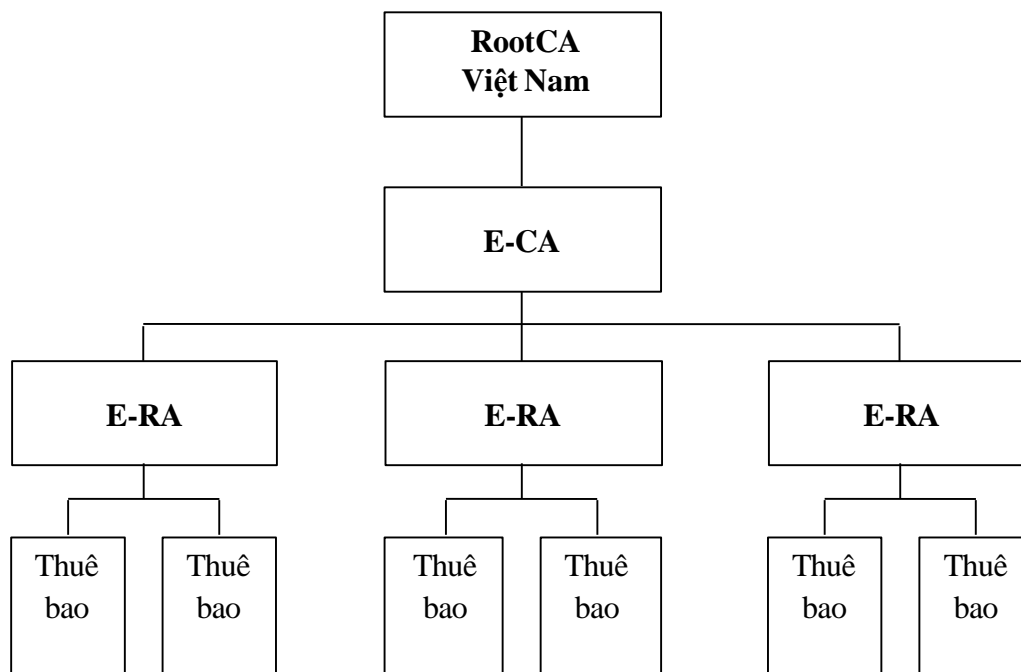 RootCA
Việt Nam
E-CA
E-RA
E-RA
E-RA
Thuê
bao
Thuê
bao
Thuê
bao
Thuê
bao
Thuê
bao
Thuê
bao